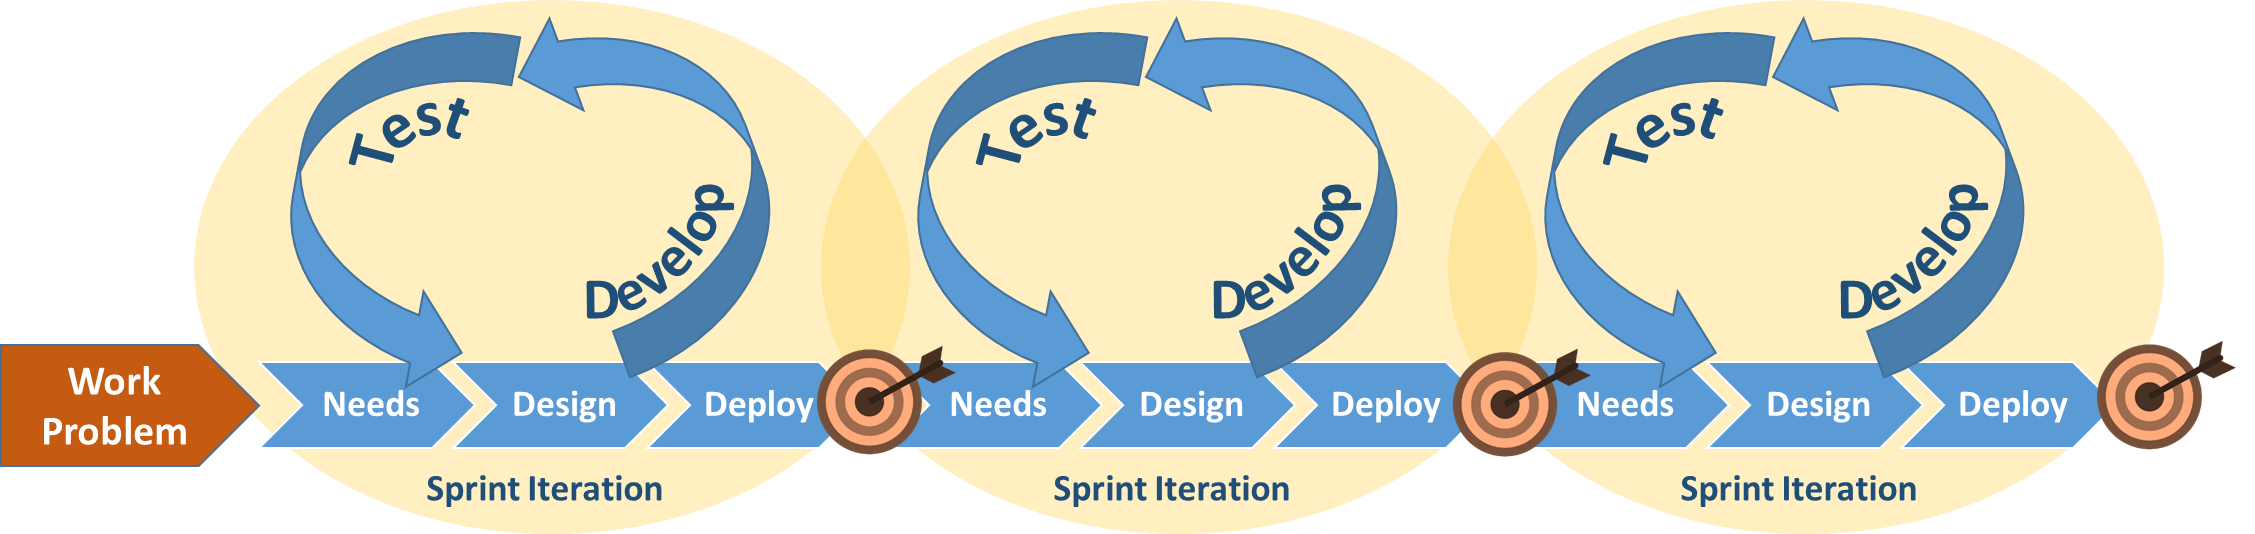 Test
Develop
Test
Develop
Test
Develop
Work
Problem
Needs
Design
Deploy
Needs
Design
Deploy
Needs
Design
Deploy
Sprint Iteration
Sprint Iteration
Sprint Iteration